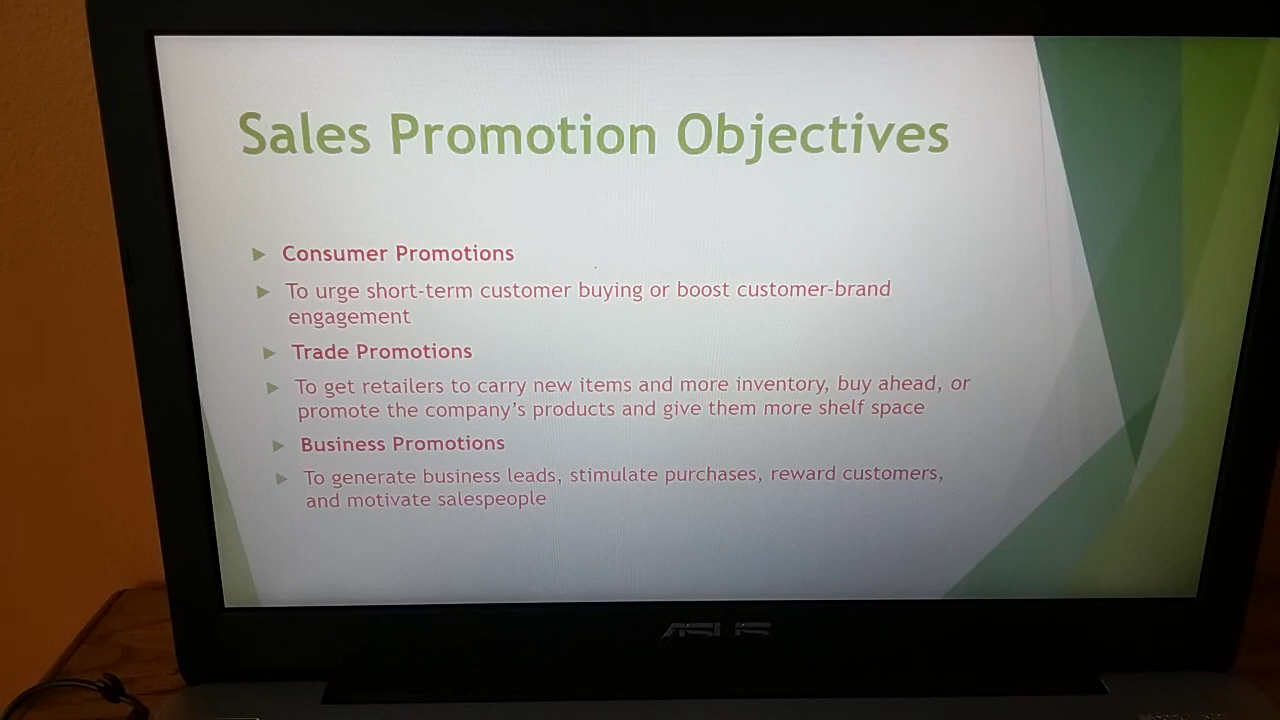 Sales Promotion Objectives
Consumer Promotions
To urge short-term customer buying or boost customer-brand
engagement
Trade Promotions
To get retailers to carry new items and more inventory, buy ahead, or
promote the company's products and give them more shelf space
Business Promotions
To generate business leads, stimulate purchases, reward customers,
and motivate salespeople
ASUS